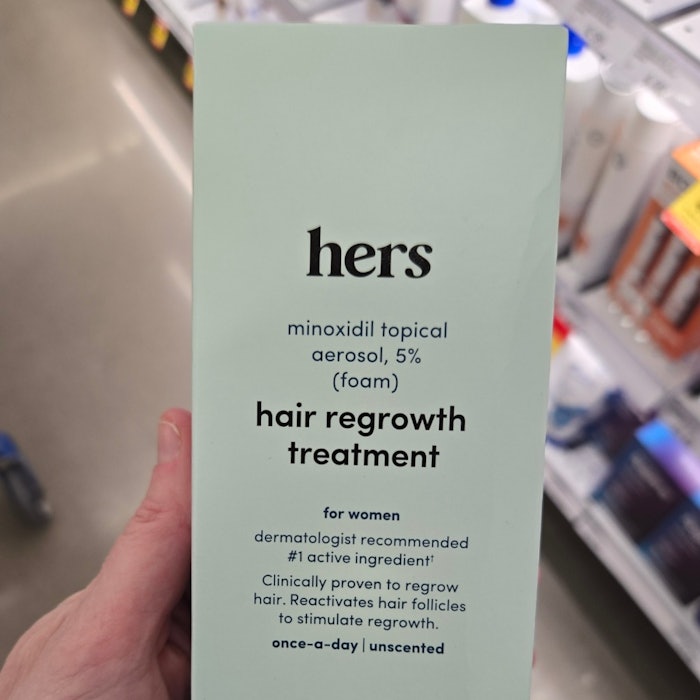 hers
minoxidil topical
aerosol, 5%
(foam)
hair regrowth
treatment
for women
dermatologist recommended
#1 active ingredient†
Clinically proven to regrow
hair. Reactivates hair follicles
to stimulate regrowth.
once-a-day | unscented